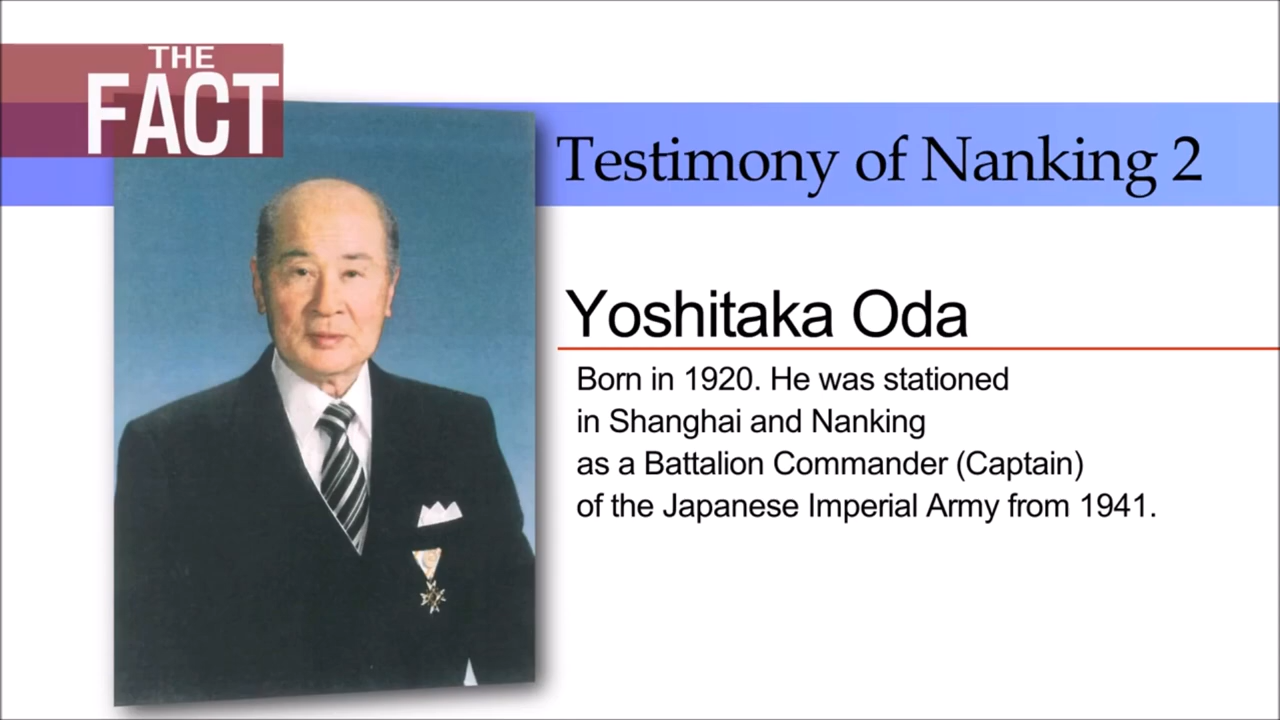 THE
FACT
Testimony of Nanking 2
Yoshitaka Oda
Born in 1920. He was stationed
in Shanghai and Nanking
as a Battalion Commander (Captain)
of the Japanese Imperial Army from 1941.